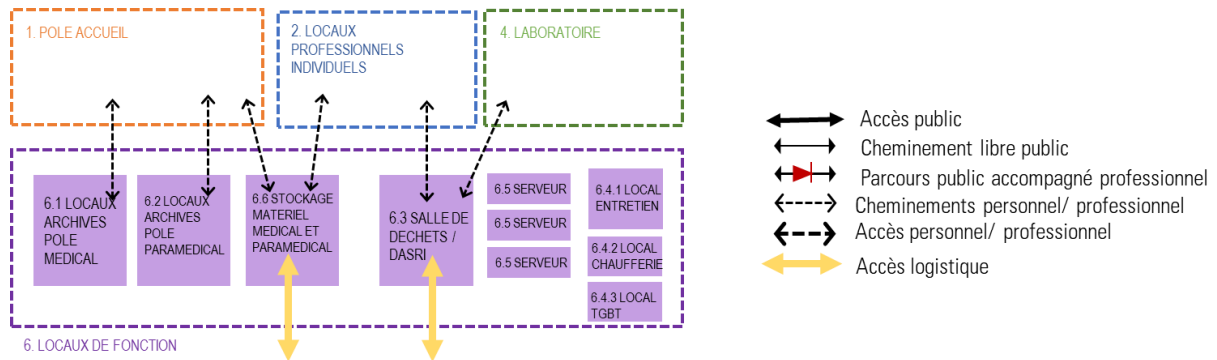 1. POLE ACCUEIL
2. LOCAUX
PROFESSIONNELS
INDIVIDUELS
4. LABORATOIRE
6.1 LOCAUX
ARCHIVES
POLE
MEDICAL
6.2 LOCAUX
ARCHIVES
POLE
PARAMEDICAL
6.6 STOCKAGE
MATERIEL
MEDICAL ET
PARAMEDICAL
6.3 SALLE DE
DECHETS /
DASRI
6.5 SERVEUR
6.5 SERVEUR
6.5 SERVEUR
6.4.1 LOCAL
ENTRETIEN
6.4.2 LOCAL
CHAUFFERIE
6.4.3 LOCAL
TGBT
6. LOCAUX DE FONCTION
Accès public
Cheminement libre public
Parcours public accompagné professionnel
Cheminements personnel/ professionnel
Accès personnel/ professionnel
Accès logistique